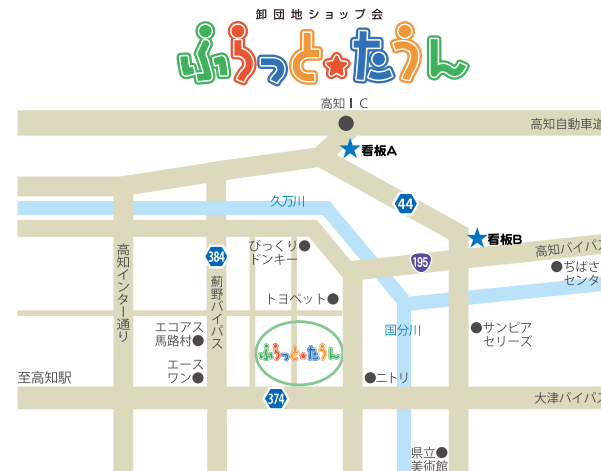 卸団地ショップ会
ふらっと★たうん
高知IC
高知自動車道
看板A
44
久万川
看板B
384
びっくり
ドンキー
195
高知バイパス
高知インター通り
薊野バイパス
ぢばさ
センタ
トヨペット
エコアス
馬路村
国分川
サンピア
セリーズ
ふらっと★たうん
エース
ワン
至高知駅
ニトリ
374
大津バイパス
県立
美術館